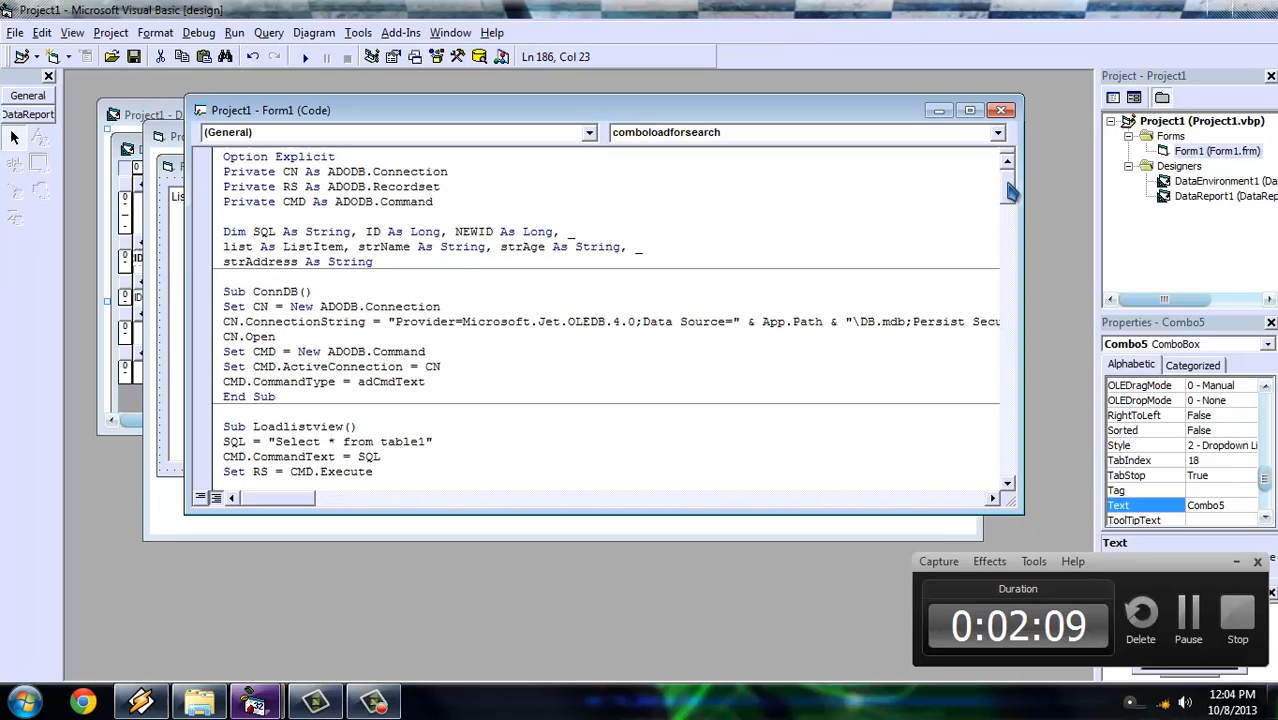 Project1 - Microsoft Visual Basic [design]
File Edit View Project Format Debug Run Query Diagram Tools Add-Ins Window Help
Ln 186, Col 23
General
DataReport
Project1 - D
Pr
Lis
ID
ID
Project1 - Form1 (Code)
(General)
comboloadforsearch
Option Explicit
Private CN As ADODB.Connection
Private RS As ADODB.Recordset
Private CMD As ADODB.Command
Dim SQL As String, ID As Long, NEWID As Long, _
list As ListItem, strName As String, strAge As String, _
strAddress As String
Sub ConnDB()
Set CN = New ADODB.Connection
CN.ConnectionString = "Provider=Microsoft.Jet.OLEDB.4.0;Data Source=" & App.Path & "\DB.mdb;Persist Secu
CN.Open
Set CMD = New ADODB.Command
Set CMD.ActiveConnection = CN
CMD.CommandType = adCmdText
End Sub
Sub Loadlistview()
SQL = "Select * from table1"
CMD.CommandText = SQL
Set RS = CMD.Execute
Project - Project1
Project1 (Project1.vbp)
Forms
Form1 (Form1.frm)
Designers
DataEnvironment1 (Data
DataReport1 (DataRep
Properties - Combo5
Combo5 ComboBox
Alphabetic Categorized
OLEDragMode 0 - Manual
OLEDropMode 0 - None
RightToLeft False
Sorted False
Style 2 - Dropdown Li
TabIndex 18
TabStop True
Tag
Text Combo5
ToolTipText
Text
Capture Effects Tools Help
Duration
0:02:09
Delete Pause Stop
12:04 PM
10/8/2013